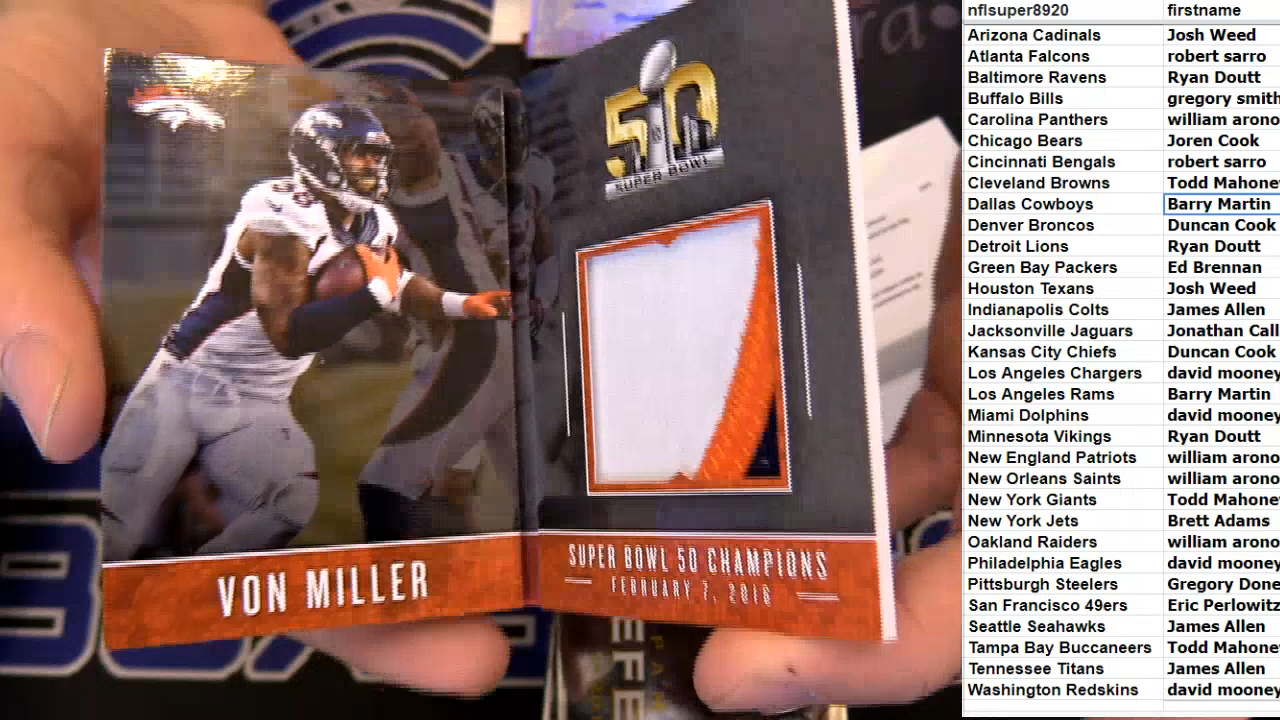 50
SUPER BOWL
VON MILLER
SUPER BOWL 50 CHAMPIONS
FEBRUARY 7, 2016
nflsuper8920 firstname
Arizona Cadinals Josh Weed
Atlanta Falcons robert sarro
Baltimore Ravens Ryan Doutt
Buffalo Bills gregory smith
Carolina Panthers william arono
Chicago Bears Joren Cook
Cincinnati Bengals robert sarro
Cleveland Browns Todd Mahoney
Dallas Cowboys Barry Martin
Denver Broncos Duncan Cook
Detroit Lions Ryan Doutt
Green Bay Packers Ed Brennan
Houston Texans Josh Weed
Indianapolis Colts James Allen
Jacksonville Jaguars Jonathan Call
Kansas City Chiefs Duncan Cook
Los Angeles Chargers david mooney
Los Angeles Rams Barry Martin
Miami Dolphins david mooney
Minnesota Vikings Ryan Doutt
New England Patriots william arono
New Orleans Saints william arono
New York Giants Todd Mahoney
New York Jets Brett Adams
Oakland Raiders william arono
Philadelphia Eagles david mooney
Pittsburgh Steelers Gregory Done
San Francisco 49ers Eric Perlowitz
Seattle Seahawks James Allen
Tampa Bay Buccaneers Todd Mahoney
Tennessee Titans James Allen
Washington Redskins david mooney